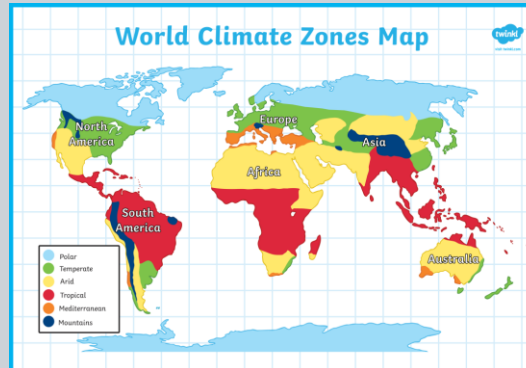 World Climate Zones Map
twinkl
North
America
Europe
Asia
Africa
South
America
Australia
Polar
Temperate
Arid
Tropical
Mediterranean
Mountains